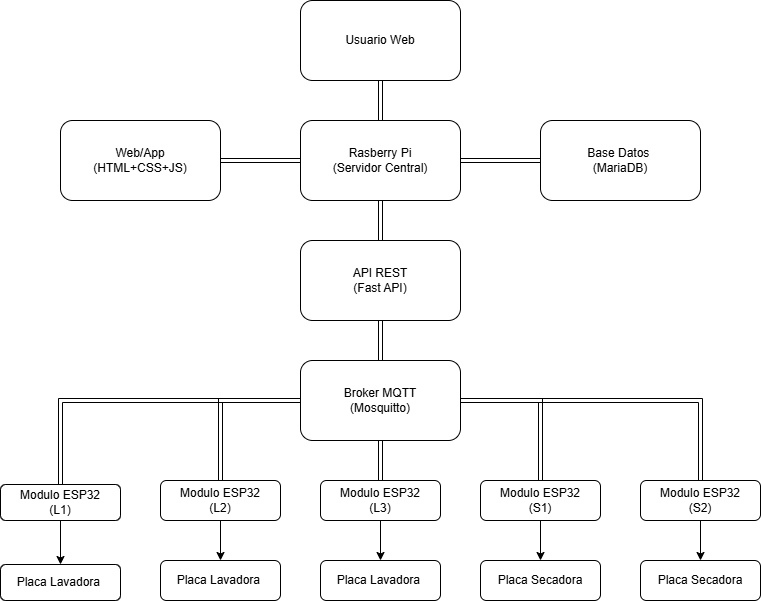 Usuario Web
Web/App
(HTML+CSS+JS)
Rasberry Pi
(Servidor Central)
Base Datos
(MariaDB)
API REST
(Fast API)
Broker MQTT
(Mosquitto)
Modulo ESP32
(L1)
Modulo ESP32
(L2)
Modulo ESP32
(L3)
Modulo ESP32
(S1)
Modulo ESP32
(S2)
Placa Lavadora
Placa Lavadora
Placa Lavadora
Placa Secadora
Placa Secadora